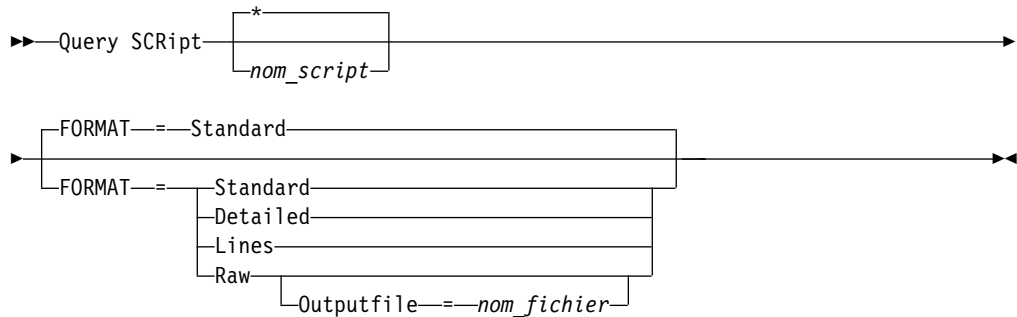 *
Query SCRipt
nom_script
FORMAT = Standard
FORMAT = Standard
Detailed
Lines
Raw
Outputfile = nom_fichier